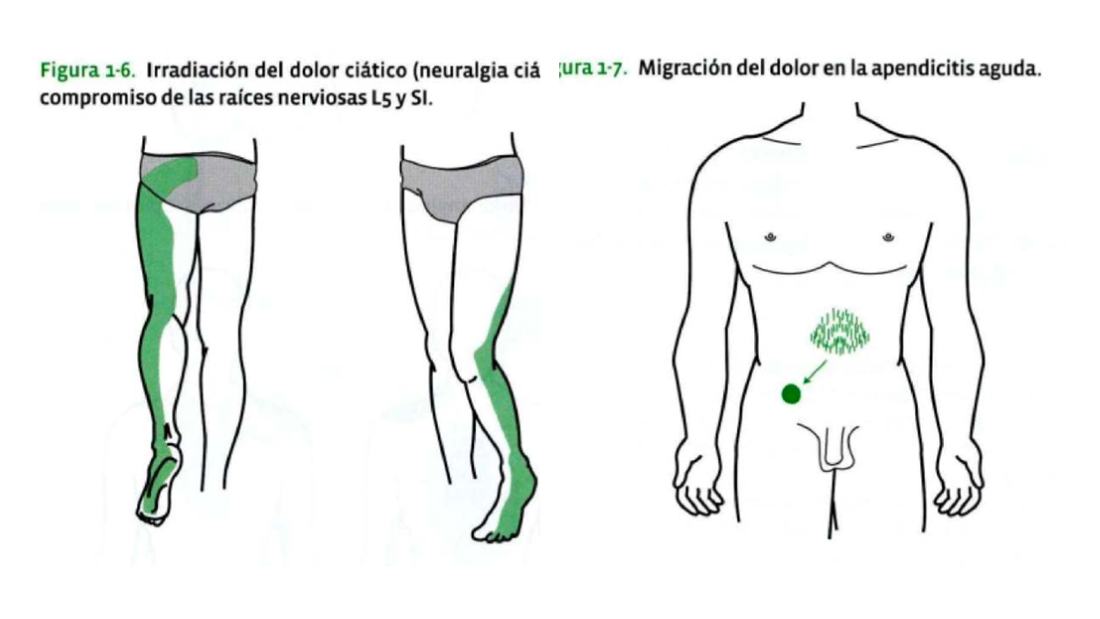 Figura 1-6. Irradiación del dolor ciático (neuralgia ciá
compromiso de las raíces nerviosas L5 y SI.
ura 1-7. Migración del dolor en la apendicitis aguda.